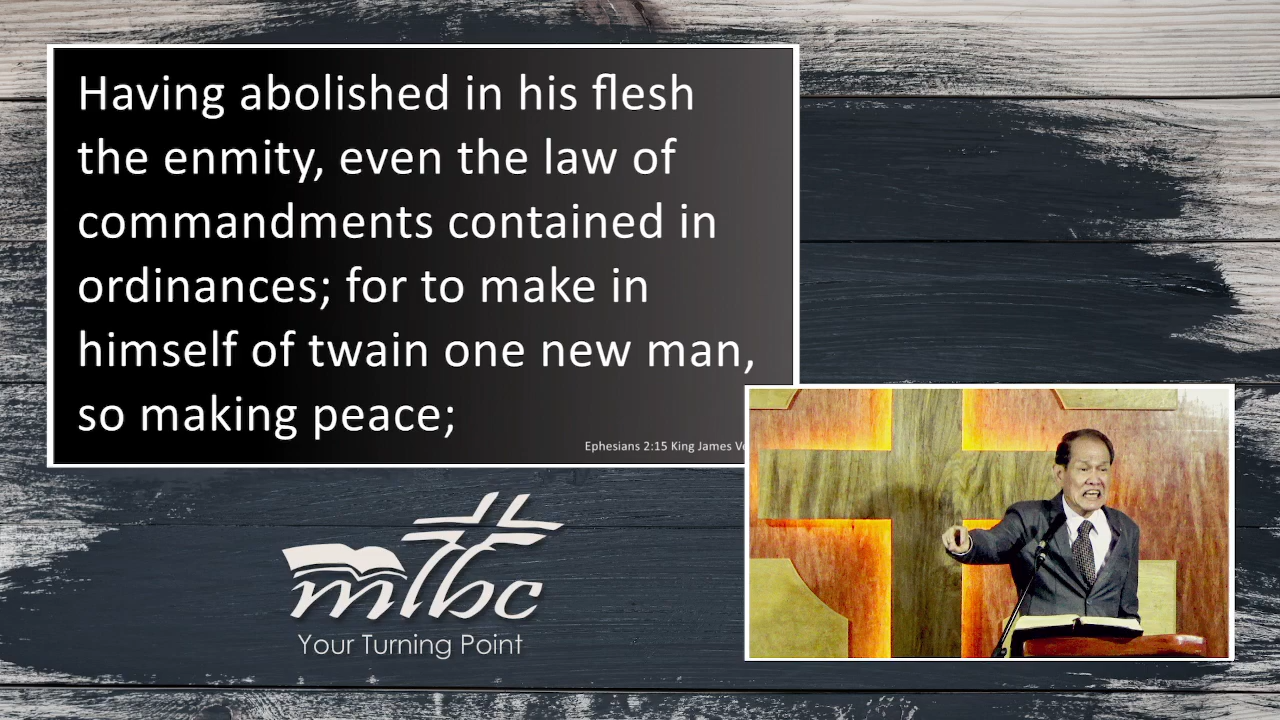 Having abolished in his flesh
the enmity, even the law of
commandments contained in
ordinances; for to make in
himself of twain one new man,
so making peace;
Ephesians 2:15 King James
mlbc
Your Turning Point